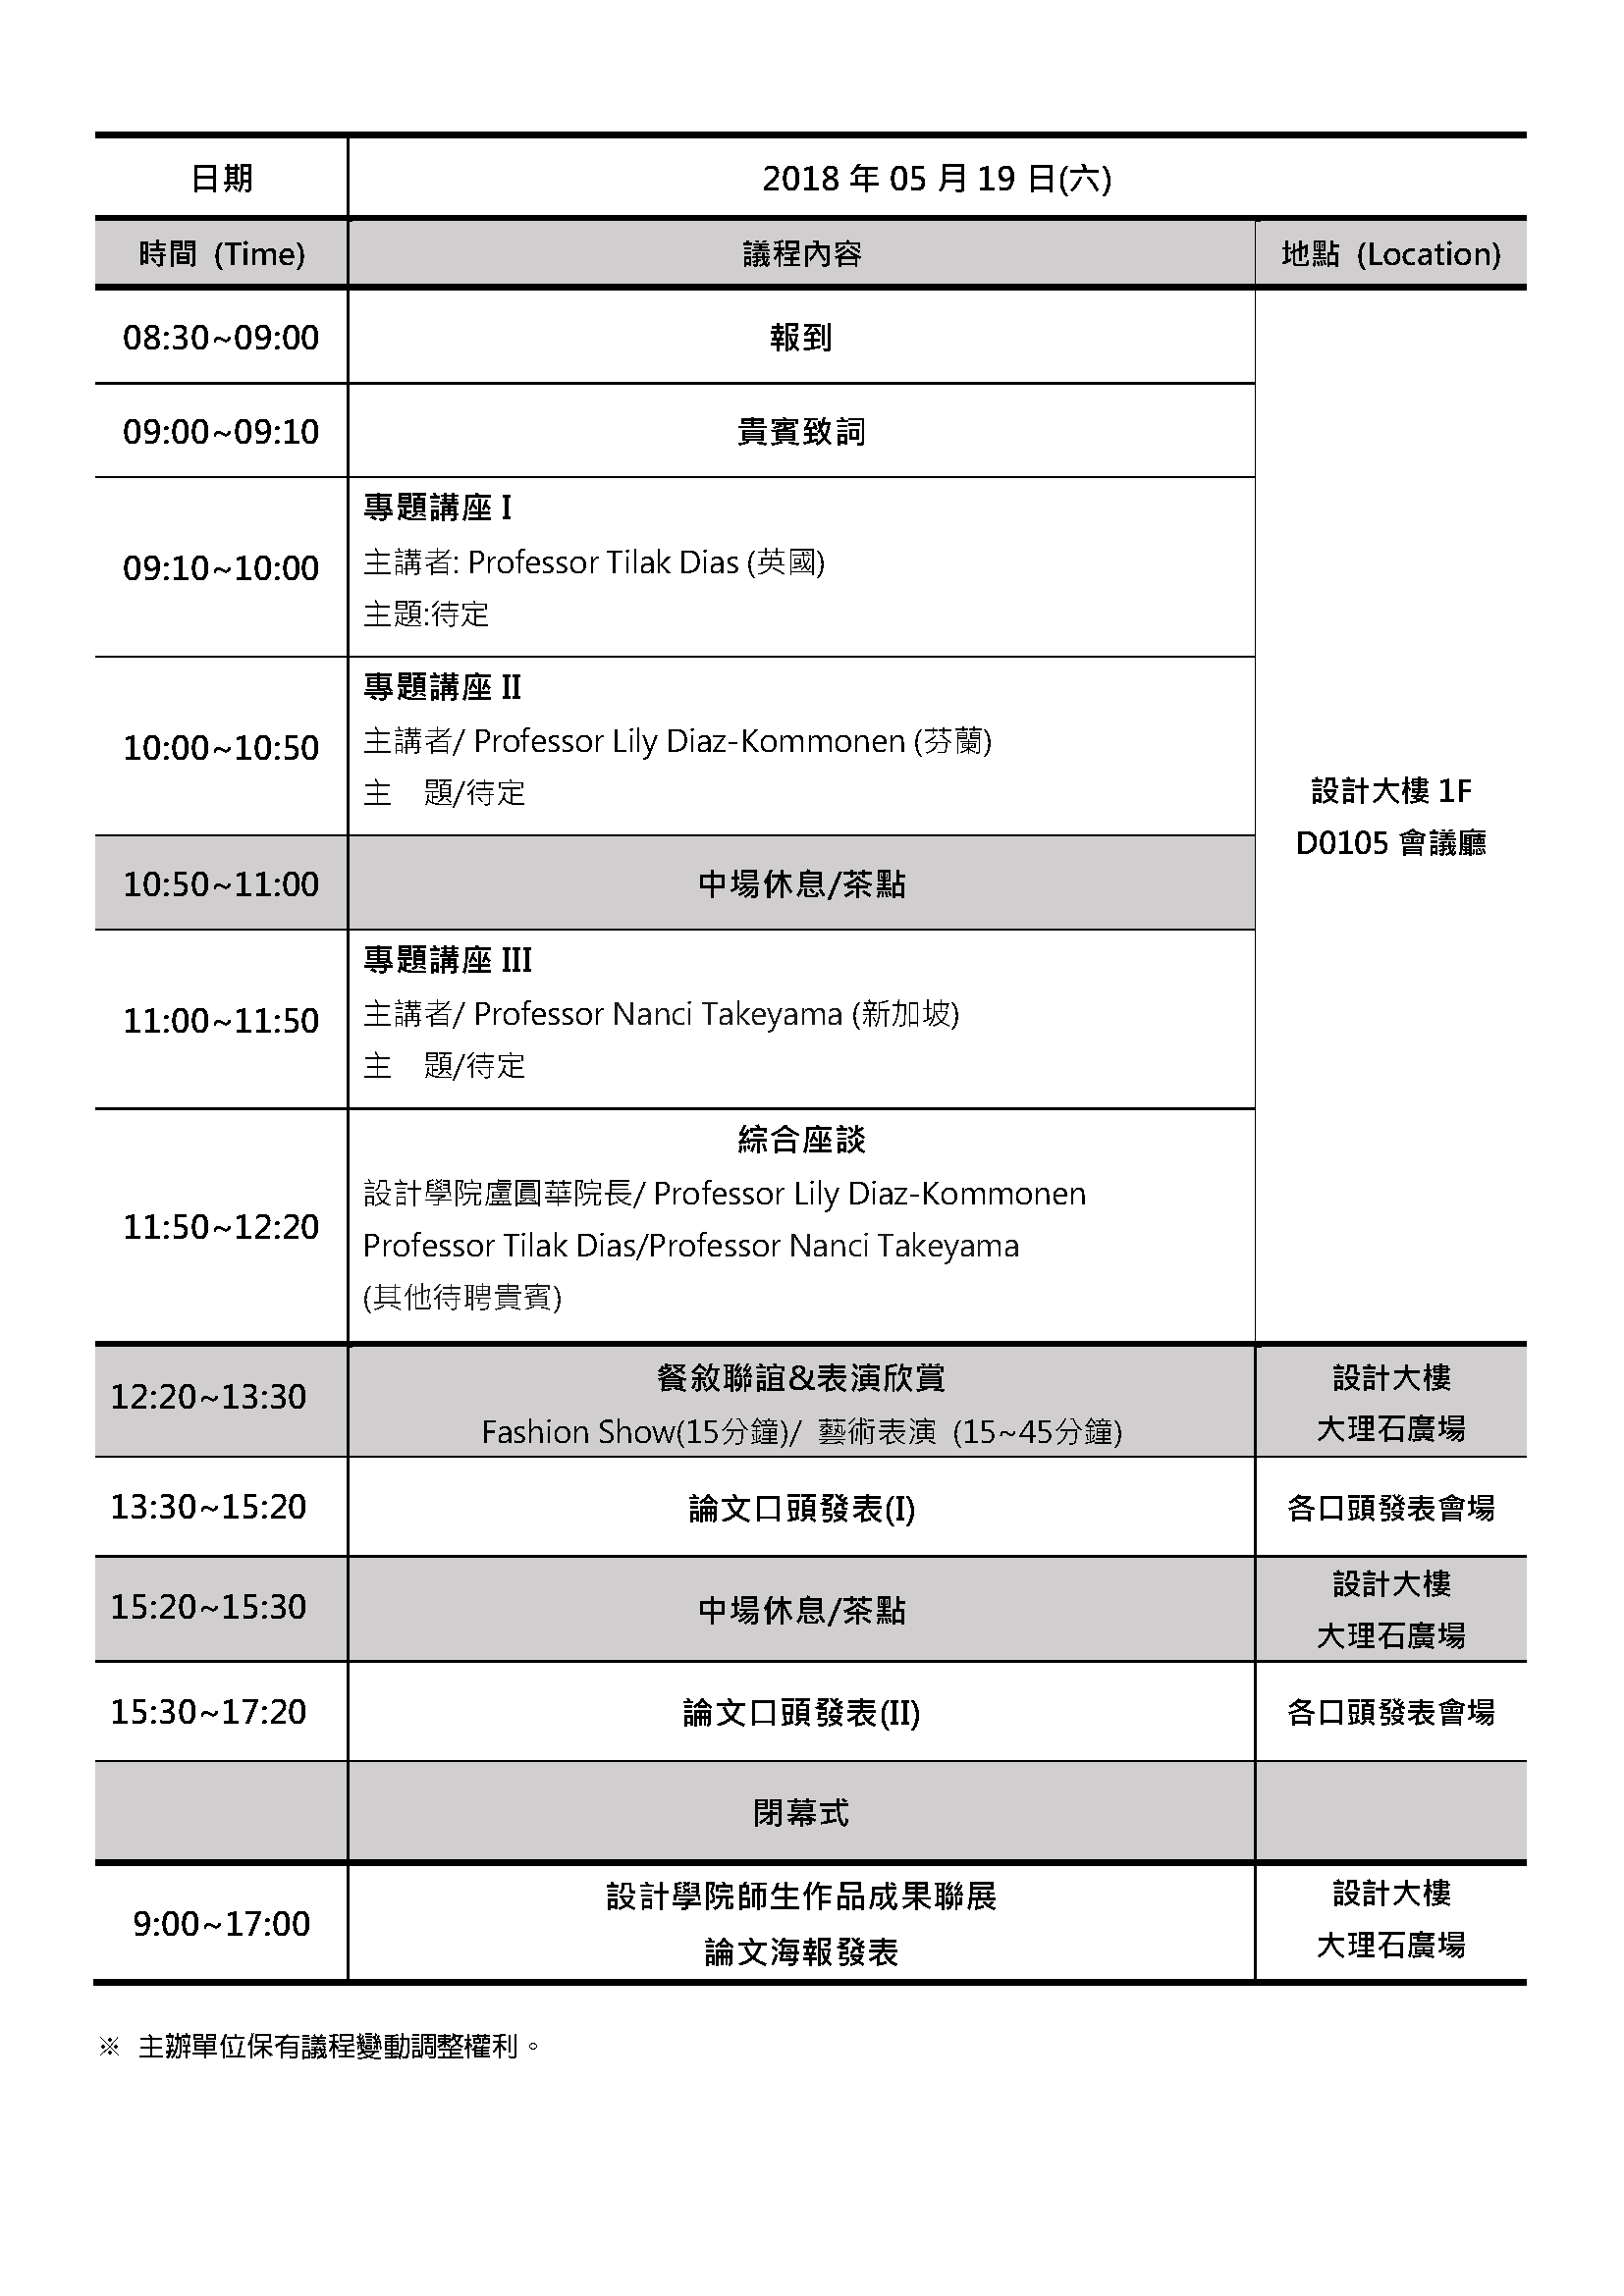 日期
2018 年 05 月 19 日(六)
時間 (Time)
議程內容
地點 (Location)
08:30~09:00
報到
09:00~09:10
貴賓致詞
09:10~10:00
專題講座 I
主講者: Professor Tilak Dias (英國)
主題:待定
10:00~10:50
專題講座 II
主講者/ Professor Lily Diaz-Kommonen (芬蘭)
主　題/待定
設計大樓 1F
D0105 會議廳
10:50~11:00
中場休息/茶點
11:00~11:50
專題講座 III
主講者/ Professor Nanci Takeyama (新加坡)
主　題/待定
11:50~12:20
綜合座談
設計學院盧圓華院長/ Professor Lily Diaz-Kommonen
Professor Tilak Dias/Professor Nanci Takeyama
(其他待聘貴賓)
12:20~13:30
餐敘聯誼&表演欣賞
Fashion Show(15分鐘)/ 藝術表演 (15~45分鐘)
設計大樓
大理石廣場
13:30~15:20
論文口頭發表(I)
各口頭發表會場
15:20~15:30
中場休息/茶點
設計大樓
大理石廣場
15:30~17:20
論文口頭發表(II)
各口頭發表會場
閉幕式
9:00~17:00
設計學院師生作品成果聯展
論文海報發表
設計大樓
大理石廣場
※ 主辦單位保有議程變動調整權利。